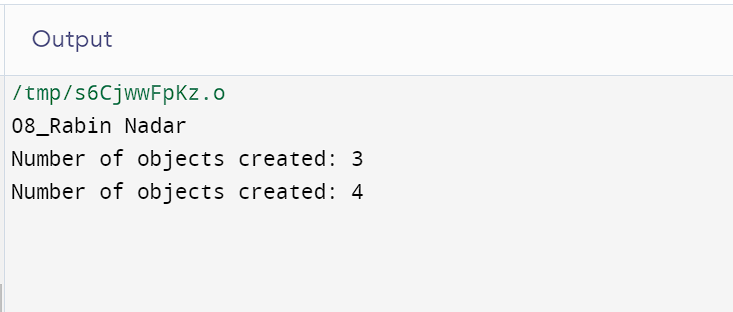 Output
/tmp/s6CjwwFpKz.o
08_Rabin Nadar
Number of objects created: 3
Number of objects created: 4